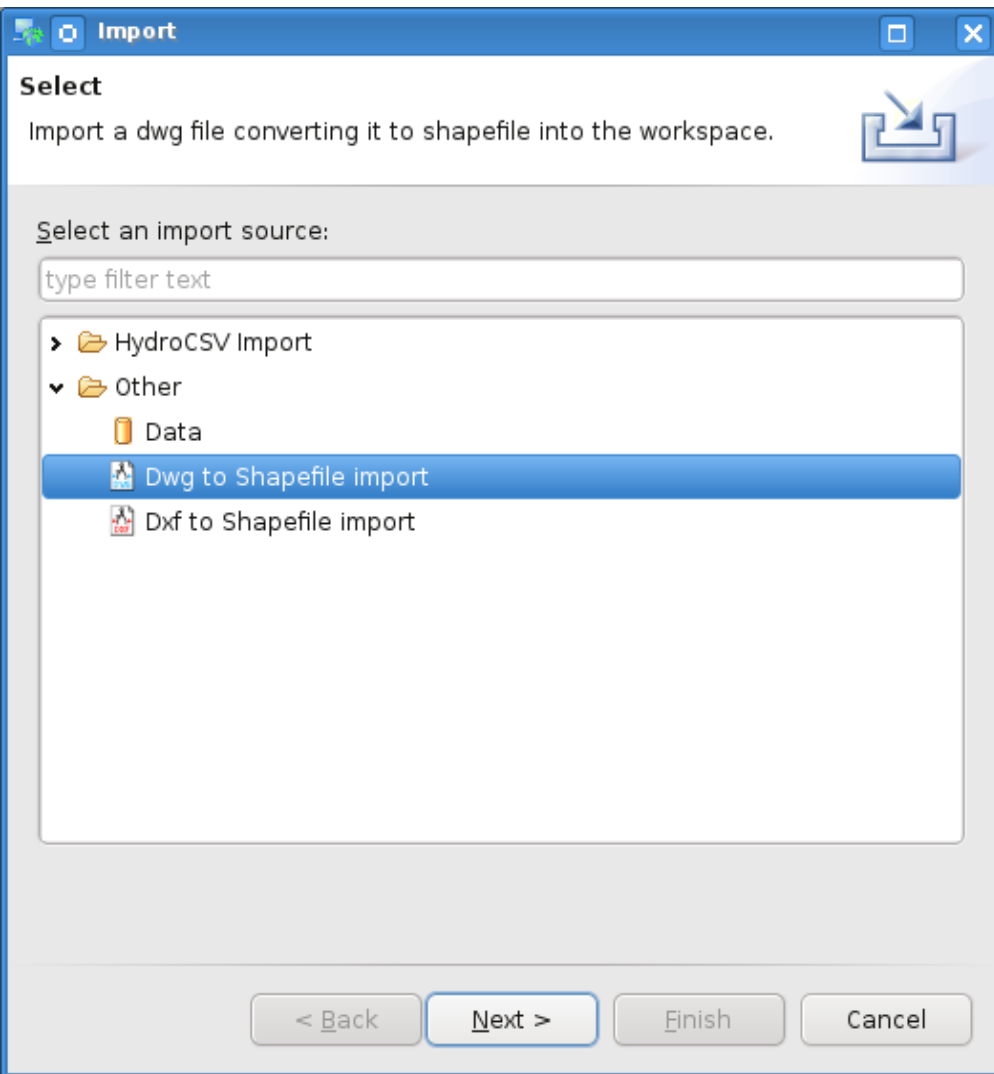 Import
Select
Import a dwg file converting it to shapefile into the workspace.
Select an import source:
type filter text
HydroCSV Import
Other
Data
Dwg to Shapefile import
Dxf to Shapefile import
< Back Next > Finish Cancel